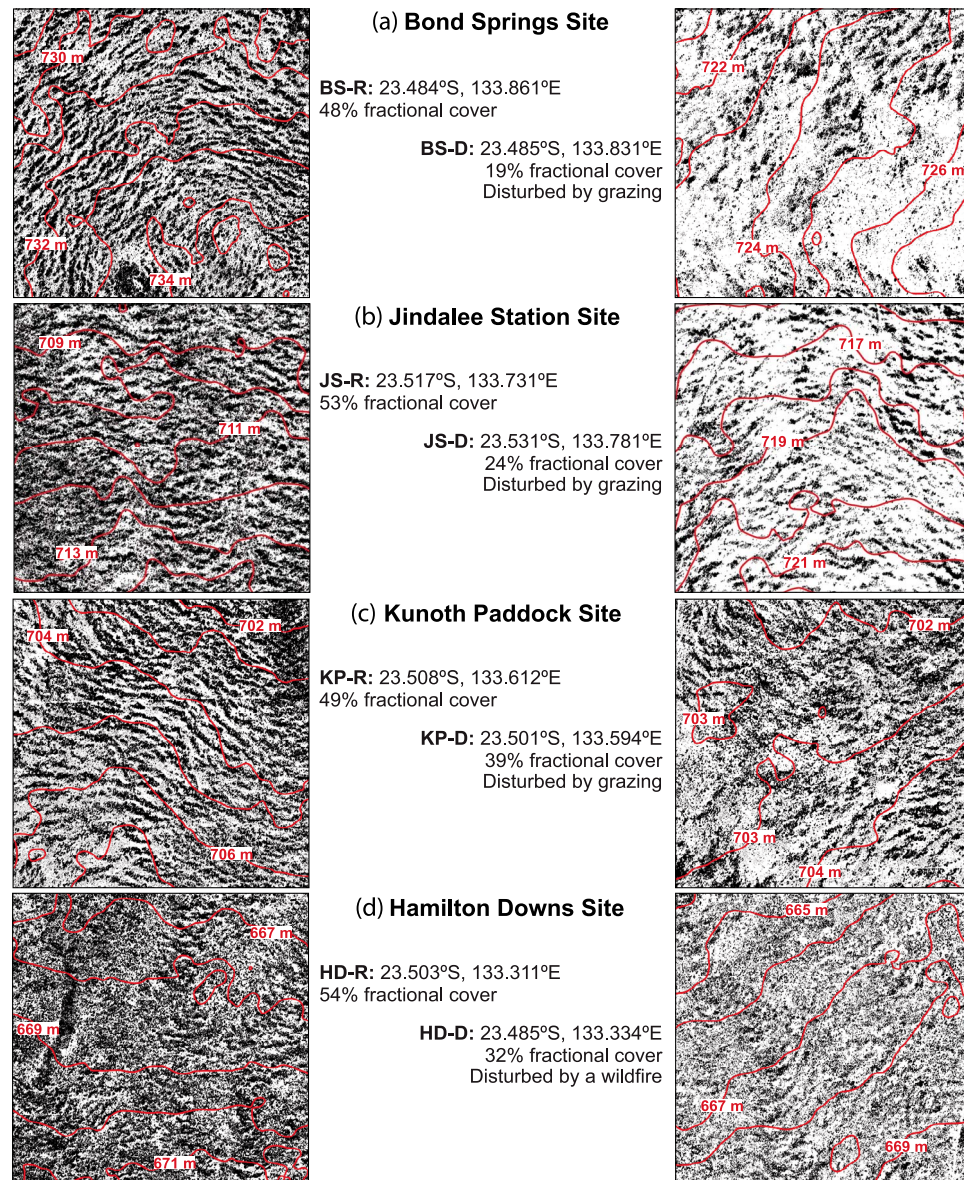 (a) Bond Springs Site
730 m
732 m
734 m
BS-R: 23.484ºS, 133.861ºE
48% fractional cover
BS-D: 23.485ºS, 133.831ºE
19% fractional cover
Disturbed by grazing
722 m
726 m
724 m
(b) Jindalee Station Site
709 m
711 m
713 m
JS-R: 23.517ºS, 133.731ºE
53% fractional cover
JS-D: 23.531ºS, 133.781ºE
24% fractional cover
Disturbed by grazing
717 m
719 m
721 m
(c) Kunoth Paddock Site
702 m
704 m
706 m
KP-R: 23.508ºS, 133.612ºE
49% fractional cover
KP-D: 23.501ºS, 133.594ºE
39% fractional cover
Disturbed by grazing
702 m
703 m
703 m
704 m
(d) Hamilton Downs Site
667 m
669 m
671 m
HD-R: 23.503ºS, 133.311ºE
54% fractional cover
HD-D: 23.485ºS, 133.334ºE
32% fractional cover
Disturbed by a wildfire
665 m
667 m
669 m